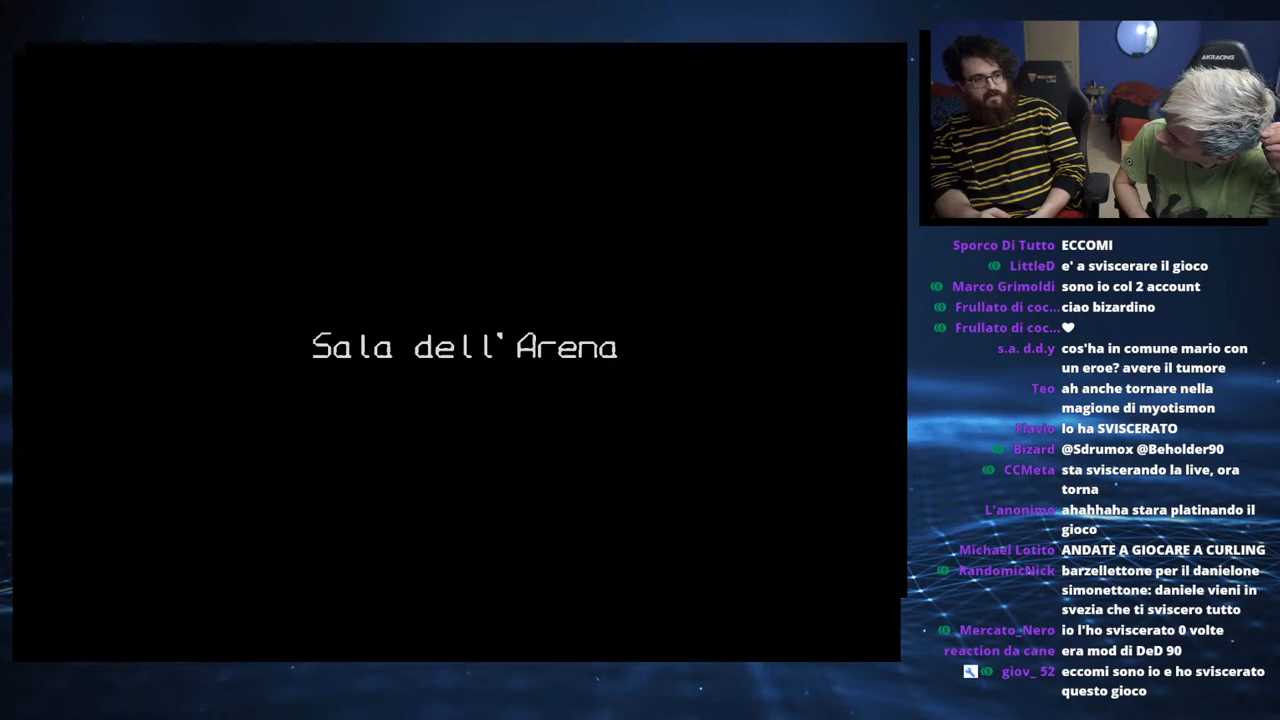 Sala dell'Arena
AKRACING
Sporco Di Tutto ECCOMI
LittleD e' a sviscerare il gioco
Marco Grimoldi sono io col 2 account
Frullato di coc... ciao bizardino
Frullato di coc...
s.a. d.d.y cos'ha in comune mario con
un eroe? avere il tumore
Teo ah anche tornare nella
magione di myotismon
Flavio lo ha SVISCERATO
Bizard @Sdrumox @Beholder90
CCMeta sta sviscerando la live, ora
torna
L'anonimo ahahhaha stara platinando il
gioco
Michael Lotito ANDATE A GIOCARE A CURLING
RandomicNick barzellettone per il danielone
simonettone: daniele vieni in
svezia che ti sviscero tutto
Mercato_Nero io l'ho sviscerato 0 volte
reaction da cane era mod di DeD 90
giov_ 52 eccomi sono io e ho sviscerato
questo gioco